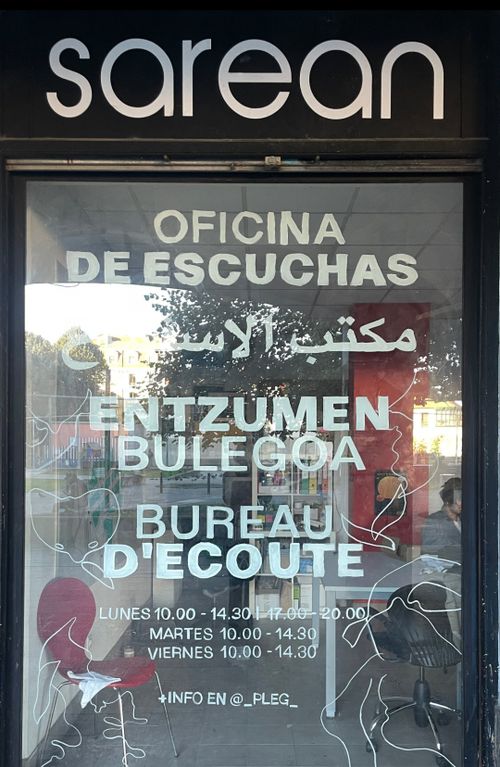 sarean
OFICINA
DE ESCUCHAS
مكتب الاستماع
ENTZUMEN
BULEGOA
BUREAU
D'ECOUTE
LUNES 10.00 - 14.30 | 17.00 - 20.00
MARTES 10.00 - 14.30
VIERNES 10.00 - 14.30
+INFO EN @_PLEG_